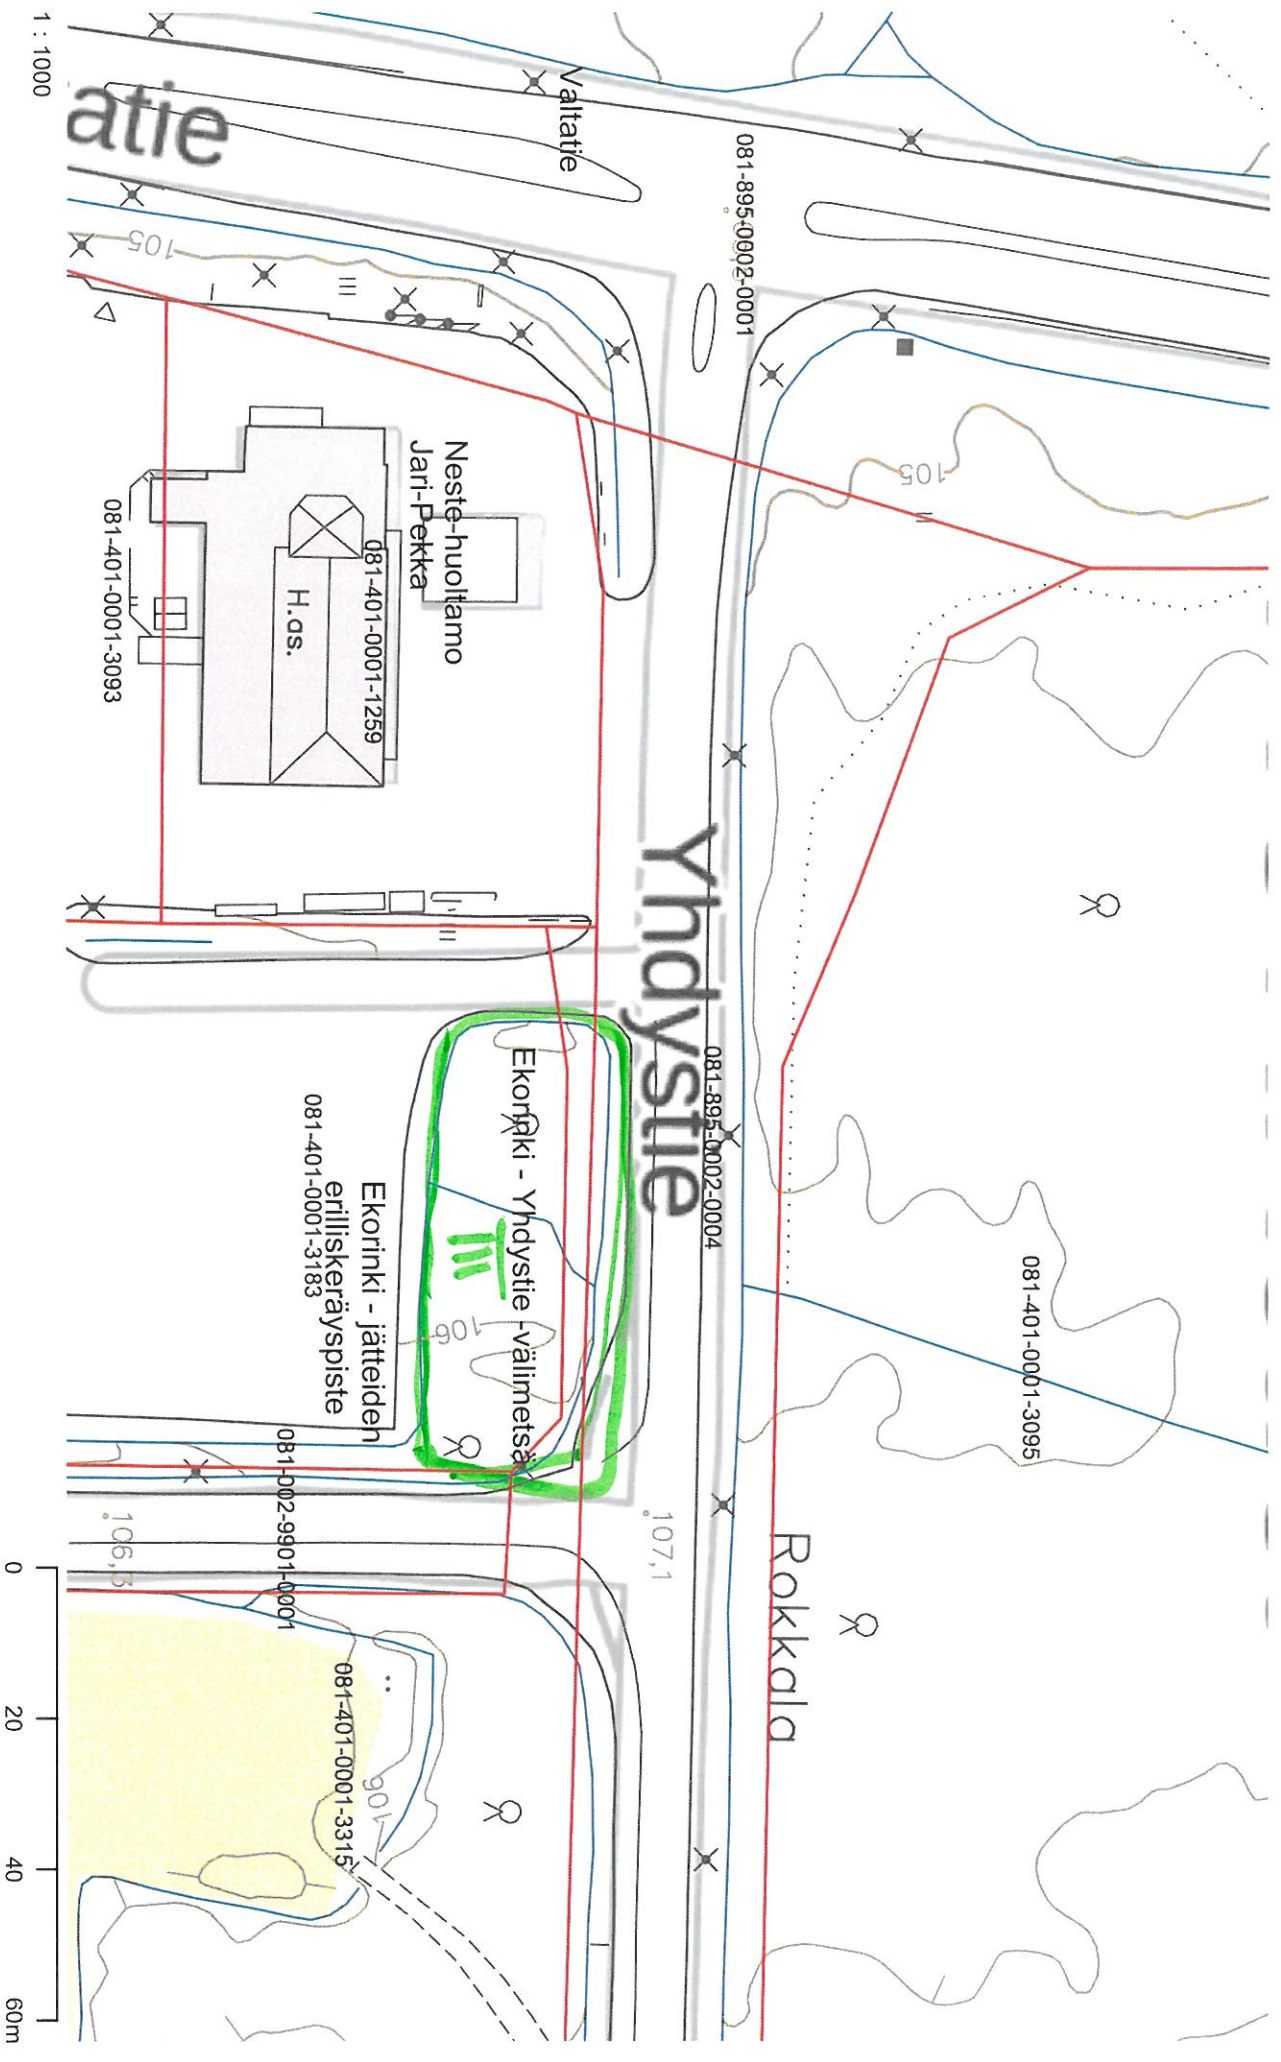 1 : 1000
atie
Valtatie
081-895-0002-0001
105
105
Neste-huoltamo
Jari-Pekka
081-401-0001-1259
H.as.
081-401-0001-3093
Yhdystie
081-895-0002-0004
Ekorinki - Yhdystie -välimetsä
III
106
Ekorinki - jätteiden
erilliskeräyspiste
081-401-0001-3183
081-401-0001-3095
Rokkala
107,1
106,3
081-002-9901-0001
081-401-0001-3315
106
0 20 40 60m